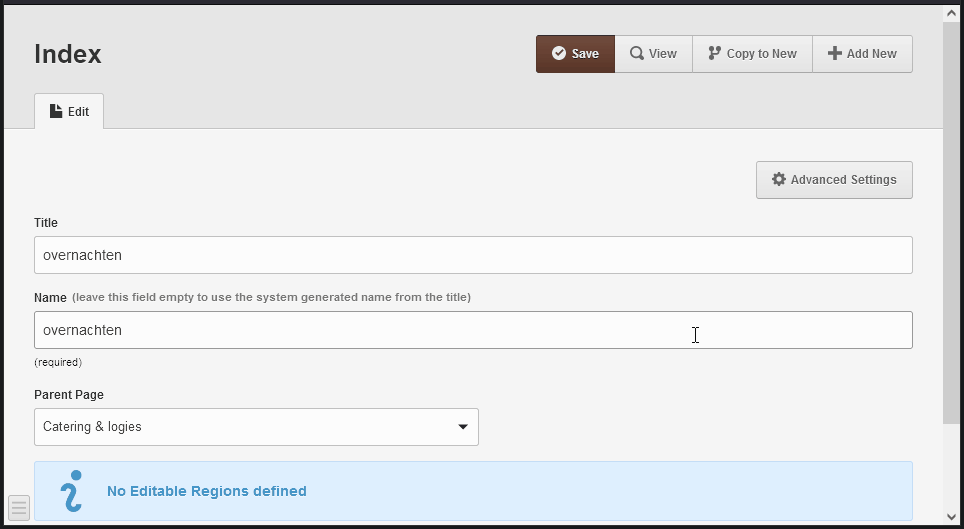 Index
Save
View
Copy to New
Add New
Edit
Advanced Settings
Title
overnachten
Name (leave this field empty to use the system generated name from the title)
overnachten
(required)
Parent Page
Catering & logies
No Editable Regions defined